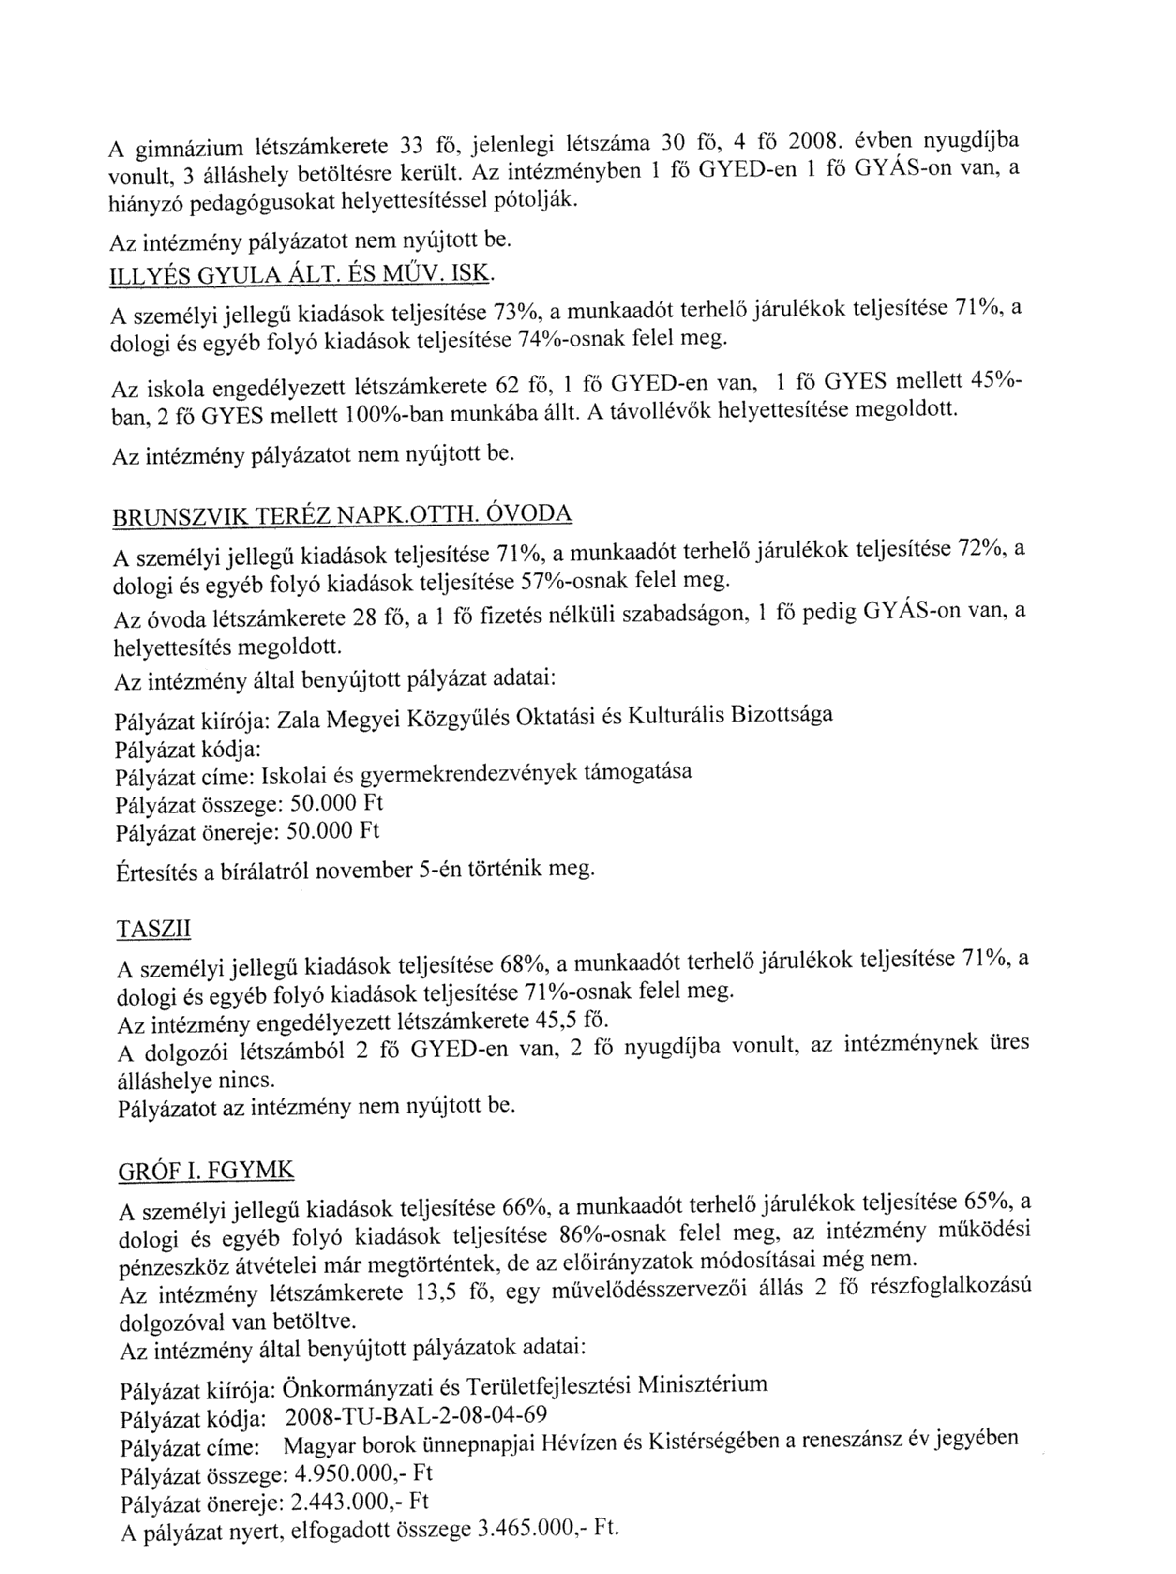 A gimnázium létszámkerete 33 fő, jelenlegi létszáma 30 fő, 4 fő 2008. évben nyugdíjba
vonult, 3 álláshely betöltésre került. Az intézményben 1 fő GYED-en 1 fő GYÁS-on van, a
hiányzó pedagógusokat helyettesítéssel pótolják.
Az intézmény pályázatot nem nyújtott be.
ILLYÉS GYULA ÁLT. ÉS MŰV. ISK.
A személyi jellegű kiadások teljesítése 73%, a munkaadót terhelő járulékok teljesítése 71%, a
dologi és egyéb folyó kiadások teljesítése 74%-osnak felel meg.
Az iskola engedélyezett létszámkerete 62 fő, 1 fő GYED-en van, 1 fő GYES mellett 45%-
ban, 2 fő GYES mellett 100%-ban munkába állt. A távollévők helyettesítése megoldott.
Az intézmény pályázatot nem nyújtott be.
BRUNSZVIK TERÉZ NAPK.OTTH. ÓVODA
A személyi jellegű kiadások teljesítése 71%, a munkaadót terhelő járulékok teljesítése 72%, a
dologi és egyéb folyó kiadások teljesítése 57%-osnak felel meg.
Az óvoda létszámkerete 28 fő, a 1 fő fizetés nélküli szabadságon, 1 fő pedig GYÁS-on van, a
helyettesítés megoldott.
Az intézmény által benyújtott pályázat adatai:
Pályázat kiírója: Zala Megyei Közgyűlés Oktatási és Kulturális Bizottsága
Pályázat kódja:
Pályázat címe: Iskolai és gyermekrendezvények támogatása
Pályázat összege: 50.000 Ft
Pályázat önereje: 50.000 Ft
Értesítés a bírálatról november 5-én történik meg.
TASZII
A személyi jellegű kiadások teljesítése 68%, a munkaadót terhelő járulékok teljesítése 71%, a
dologi és egyéb folyó kiadások teljesítése 71%-osnak felel meg.
Az intézmény engedélyezett létszámkerete 45,5 fő.
A dolgozói létszámból 2 fő GYED-en van, 2 fő nyugdíjba vonult, az intézménynek üres
álláshelye nincs.
Pályázatot az intézmény nem nyújtott be.
GRÓF I. FGYMK
A személyi jellegű kiadások teljesítése 66%, a munkaadót terhelő járulékok teljesítése 65%, a
dologi és egyéb folyó kiadások teljesítése 86%-osnak felel meg, az intézmény működési
pénzeszköz átvételei már megtörténtek, de az előirányzatok módosításai még nem.
Az intézmény létszámkerete 13,5 fő, egy művelődésszervezői állás 2 fő részfoglalkozású
dolgozóval van betöltve.
Az intézmény által benyújtott pályázatok adatai:
Pályázat kiírója: Önkormányzati és Területfejlesztési Minisztérium
Pályázat kódja: 2008-TU-BAL-2-08-04-69
Pályázat címe: Magyar borok ünnepnapjai Hévízen és Kistérségében a reneszánsz év jegyében
Pályázat összege: 4.950.000,- Ft
Pályázat önereje: 2.443.000,- Ft
A pályázat nyert, elfogadott összege 3.465.000,- Ft.